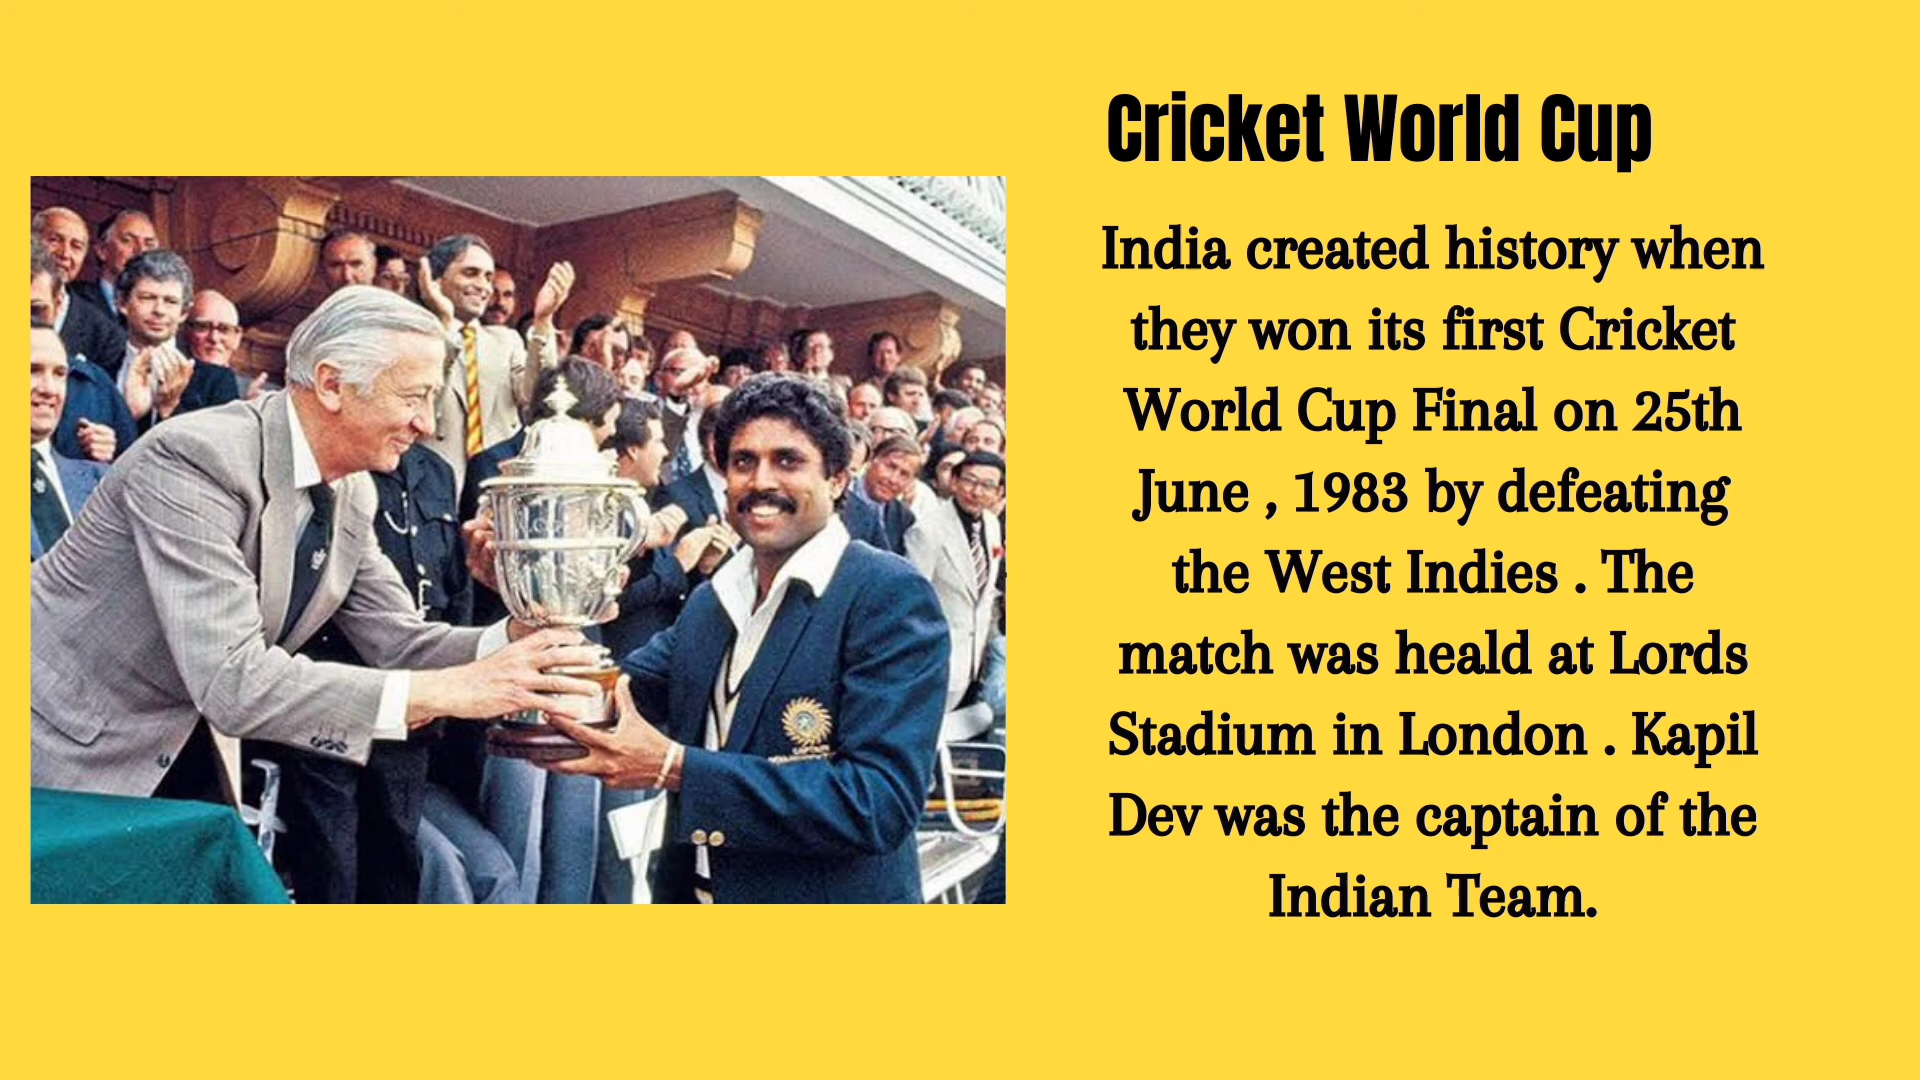 Cricket World Cup
India created history when
they won its first Cricket
World Cup Final on 25th
June , 1983 by defeating
the West Indies . The
match was heald at Lords
Stadium in London . Kapil
Dev was the captain of the
Indian Team.